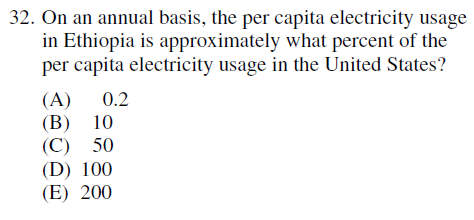 32. On an annual basis, the per capita electricity usage
in Ethiopia is approximately what percent of the
per capita electricity usage in the United States?
(A) 0.2
(B) 10
(C) 50
(D) 100
(E) 200